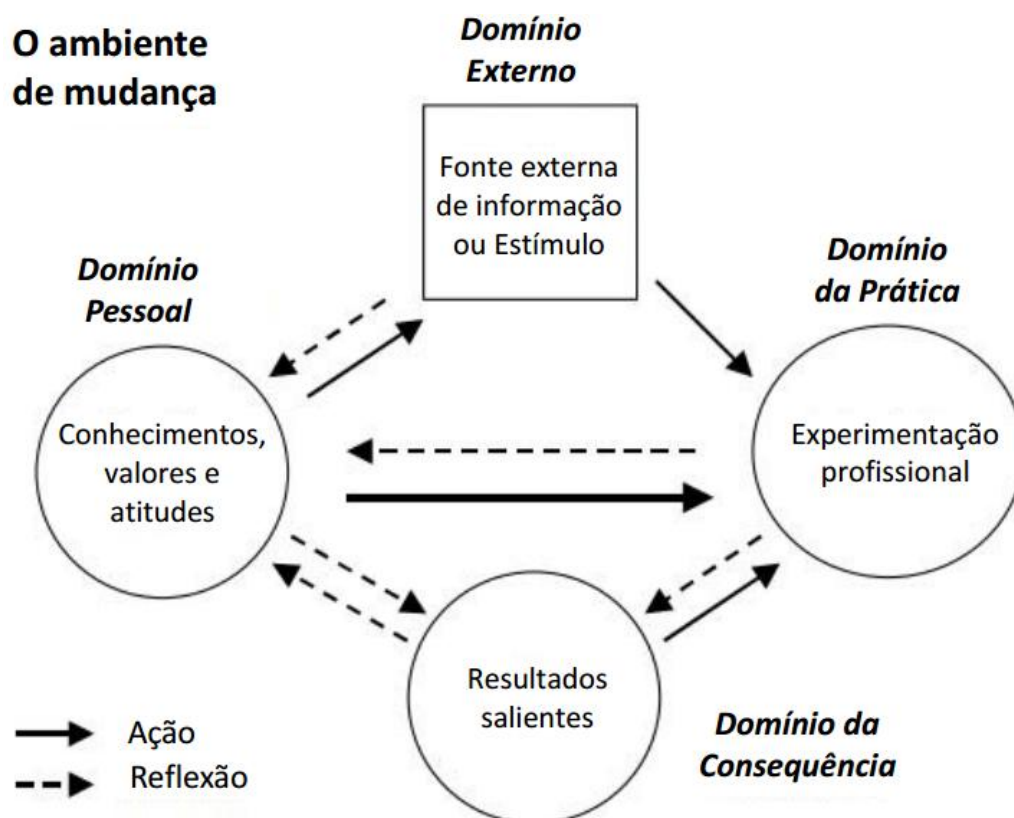 O ambiente
de mudança
Domínio
Externo
Fonte externa
de informação
ou Estímulo
Domínio
Pessoal
Domínio
da Prática
Conhecimentos,
valores e
atitudes
Experimentação
profissional
Resultados
salientes
Domínio da
Consequência
Ação
Reflexão